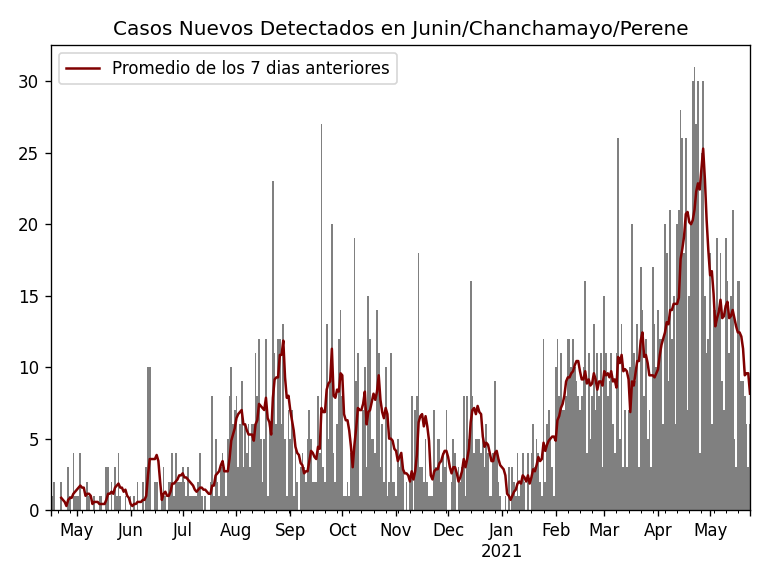 Casos Nuevos Detectados en Junin/Chanchamayo/Perene
Promedio de los 7 dias anteriores
30
25
20
15
10
5
0
May Jun Jul Aug Sep Oct Nov Dec Jan Feb Mar Apr May
2021